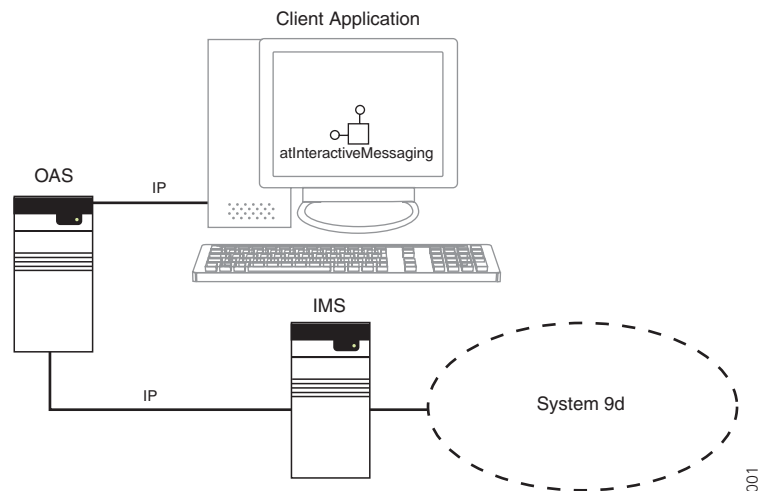 Client Application
atInteractiveMessaging
OAS
IP
IMS
IP
System 9d
001